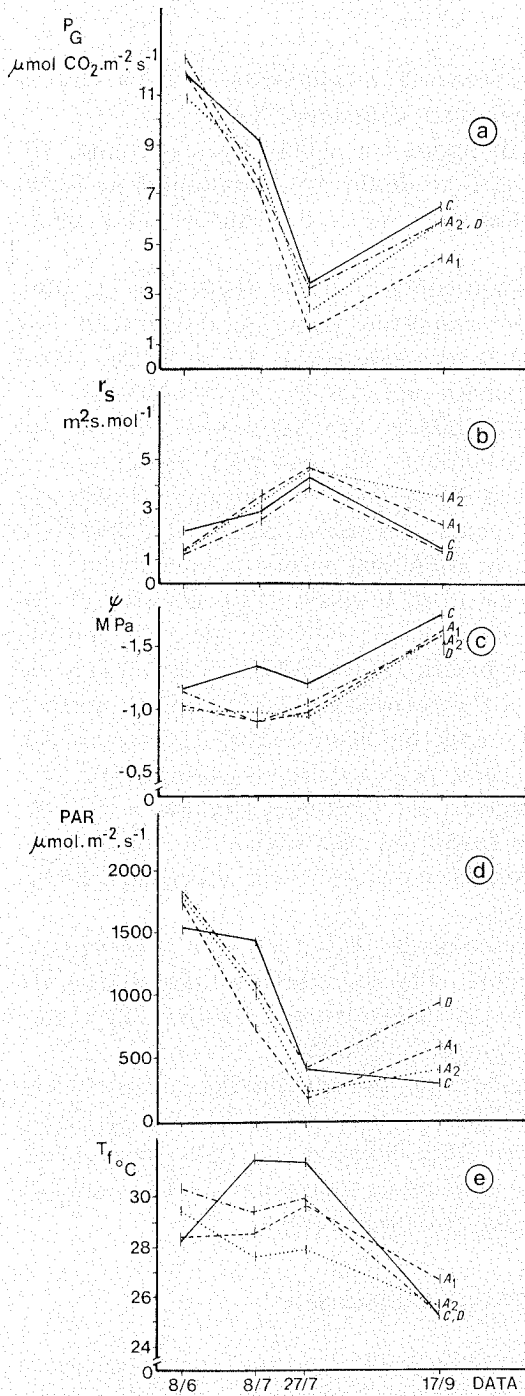 P_G
μmol CO₂.m⁻² s⁻¹
11
9
7
5
3
1
0
a
C
A₂,D
A₁
r_s
m²s.mol⁻¹
5
3
1
0
b
A₂
A₁
C
D
ψ
MPa
-1,5
-1,0
-0,5
0
c
C
A₁
A₂
D
PAR
μmol.m⁻².s⁻¹
2000
1500
1000
500
0
d
D
A₁
A₂
C
T_f °C
30
28
26
24
0
e
A₁
A₂
C,D
8/6 8/7 27/7 17/9 DATA